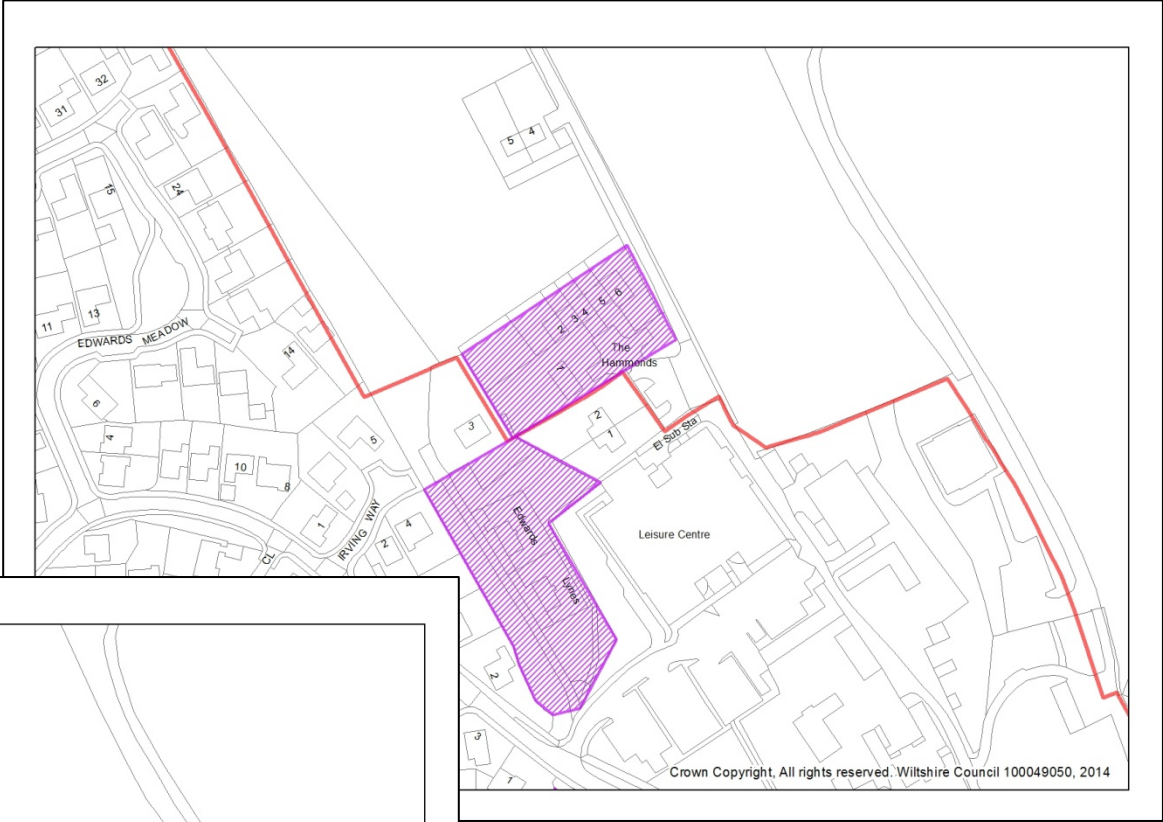 32
31
5 4
15
24
6
5
4
3
2
The
Hammonds
7
13
11
EDWARDS MEADOW
14
6
4
5
3
2
1
El Sub Sta
10
8
1
IRVING WAY
4
2
CL
Edwards
Lynes
Leisure Centre
2
3
1
Crown Copyright, All rights reserved. Wiltshire Council 100049050, 2014